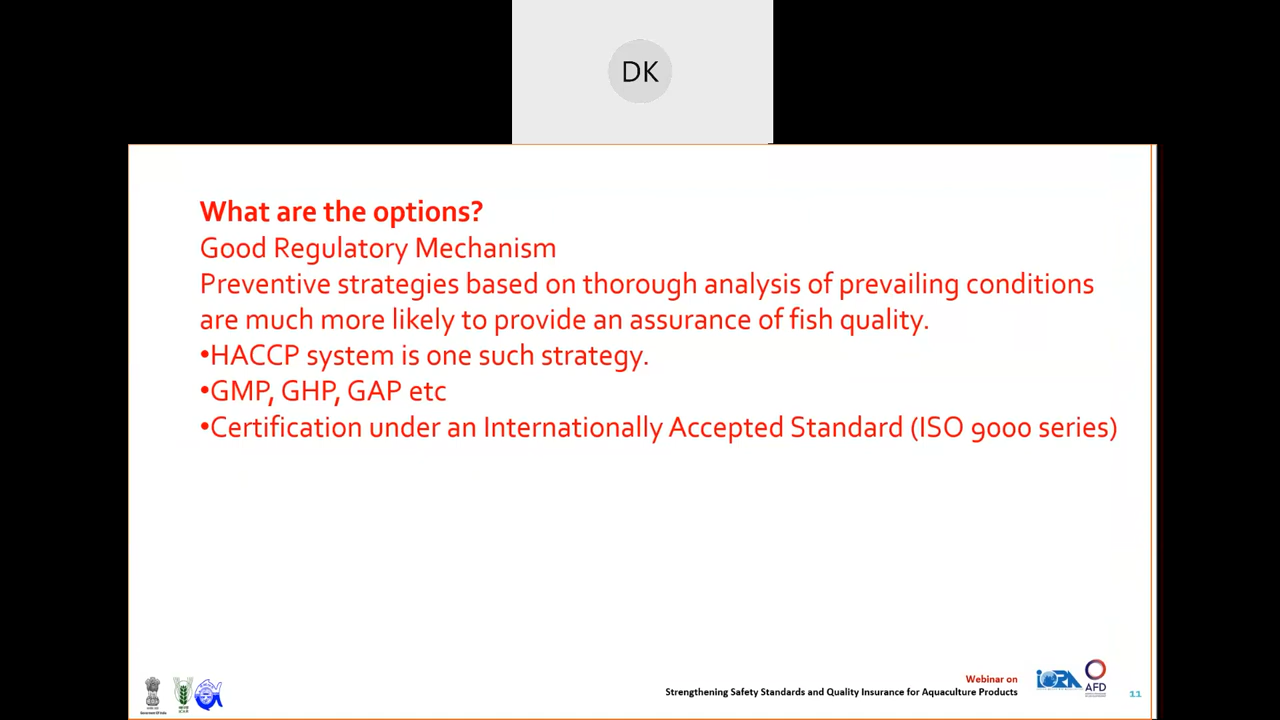 DK
What are the options?
Good Regulatory Mechanism
Preventive strategies based on thorough analysis of prevailing conditions
are much more likely to provide an assurance of fish quality.
•HACCP system is one such strategy.
•GMP, GHP, GAP etc
•Certification under an Internationally Accepted Standard (ISO 9000 series)
Webinar on
Strengthening Safety Standards and Quality Insurance for Aquaculture Products
IORA
AFD
11